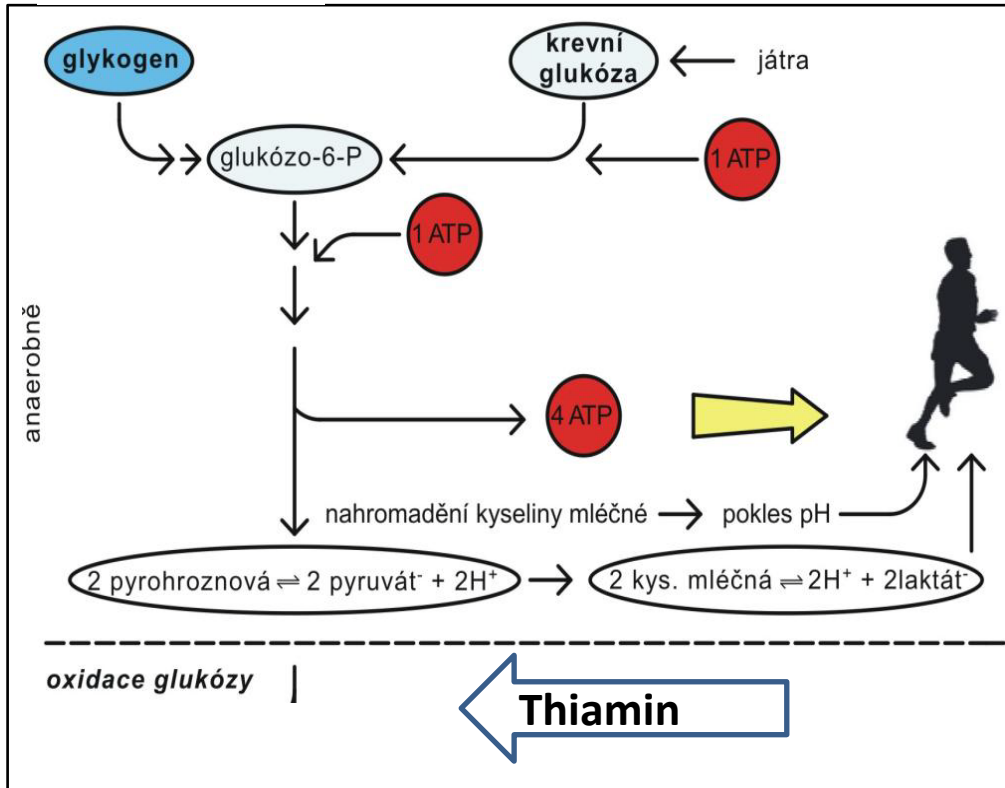 glykogen
krevní
glukóza
játra
glukózo-6-P
1 ATP
1 ATP
anaerobně
4 ATP
nahromadění kyseliny mléčné
pokles pH
2 pyrohroznová ⇌ 2 pyruvát⁻ + 2H⁺
2 kys. mléčná ⇌ 2H⁺ + 2laktát⁻
oxidace glukózy
Thiamin